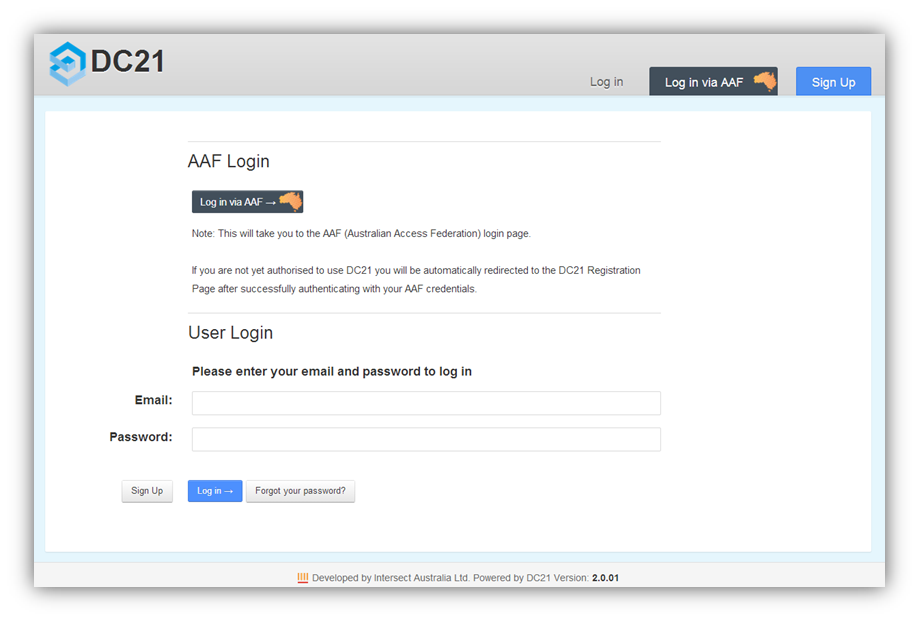 DC21
Log in
Log in via AAF
Sign Up
AAF Login
Log in via AAF →
Note: This will take you to the AAF (Australian Access Federation) login page.
If you are not yet authorised to use DC21 you will be automatically redirected to the DC21 Registration
Page after successfully authenticating with your AAF credentials.
User Login
Please enter your email and password to log in
Email:
Password:
Sign Up
Log in →
Forgot your password?
Developed by Intersect Australia Ltd. Powered by DC21 Version: 2.0.01